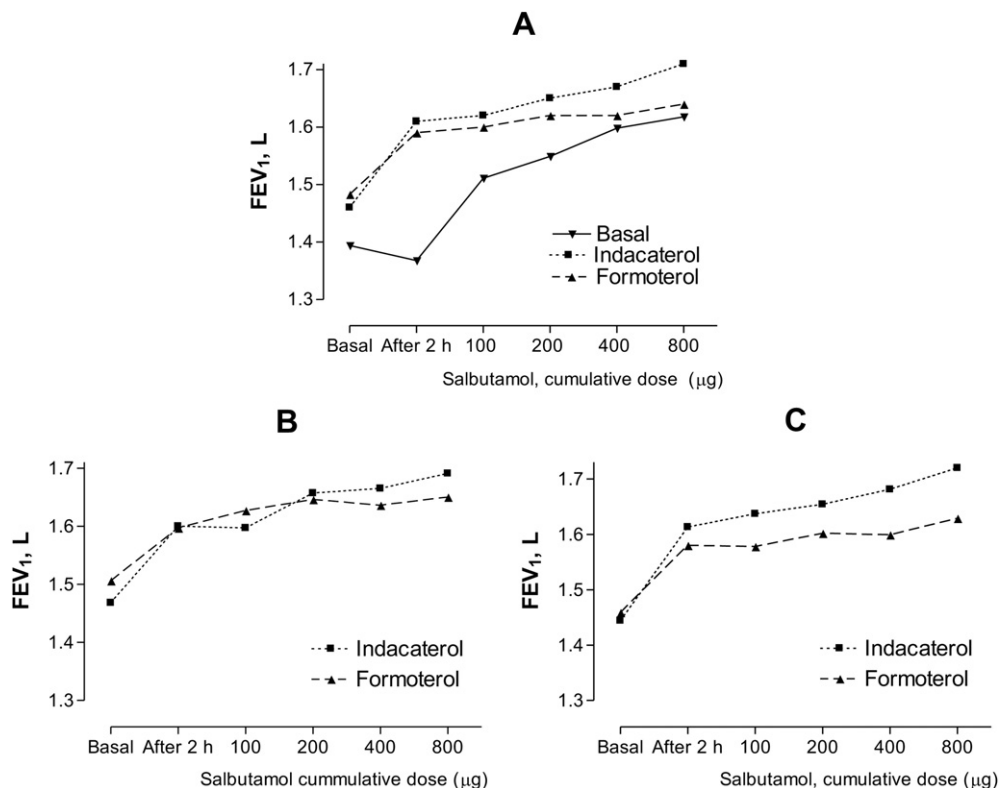 A
1.7
1.6
1.5
1.4
1.3
FEV1, L
Basal
Indacaterol
Formoterol
Basal After 2 h 100 200 400 800
Salbutamol, cumulative dose (μg)
B
1.7
1.6
1.5
1.4
1.3
FEV1, L
Indacaterol
Formoterol
Basal After 2 h 100 200 400 800
Salbutamol cummulative dose (μg)
C
1.7
1.6
1.5
1.4
1.3
FEV1, L
Indacaterol
Formoterol
Basal After 2 h 100 200 400 800
Salbutamol, cumulative dose (μg)